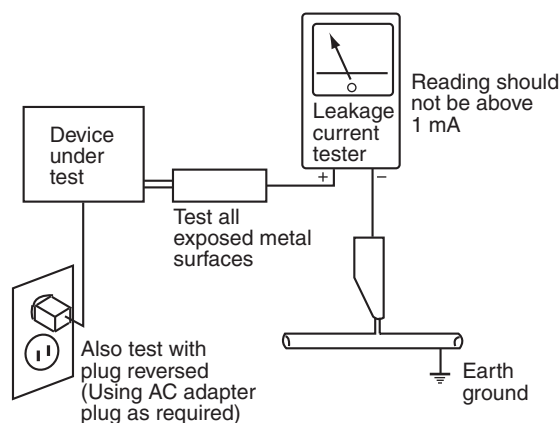 Device
under
test
Leakage
current
tester
Reading should
not be above
1 mA
+
–
Test all
exposed metal
surfaces
Also test with
plug reversed
(Using AC adapter
plug as required)
Earth
ground